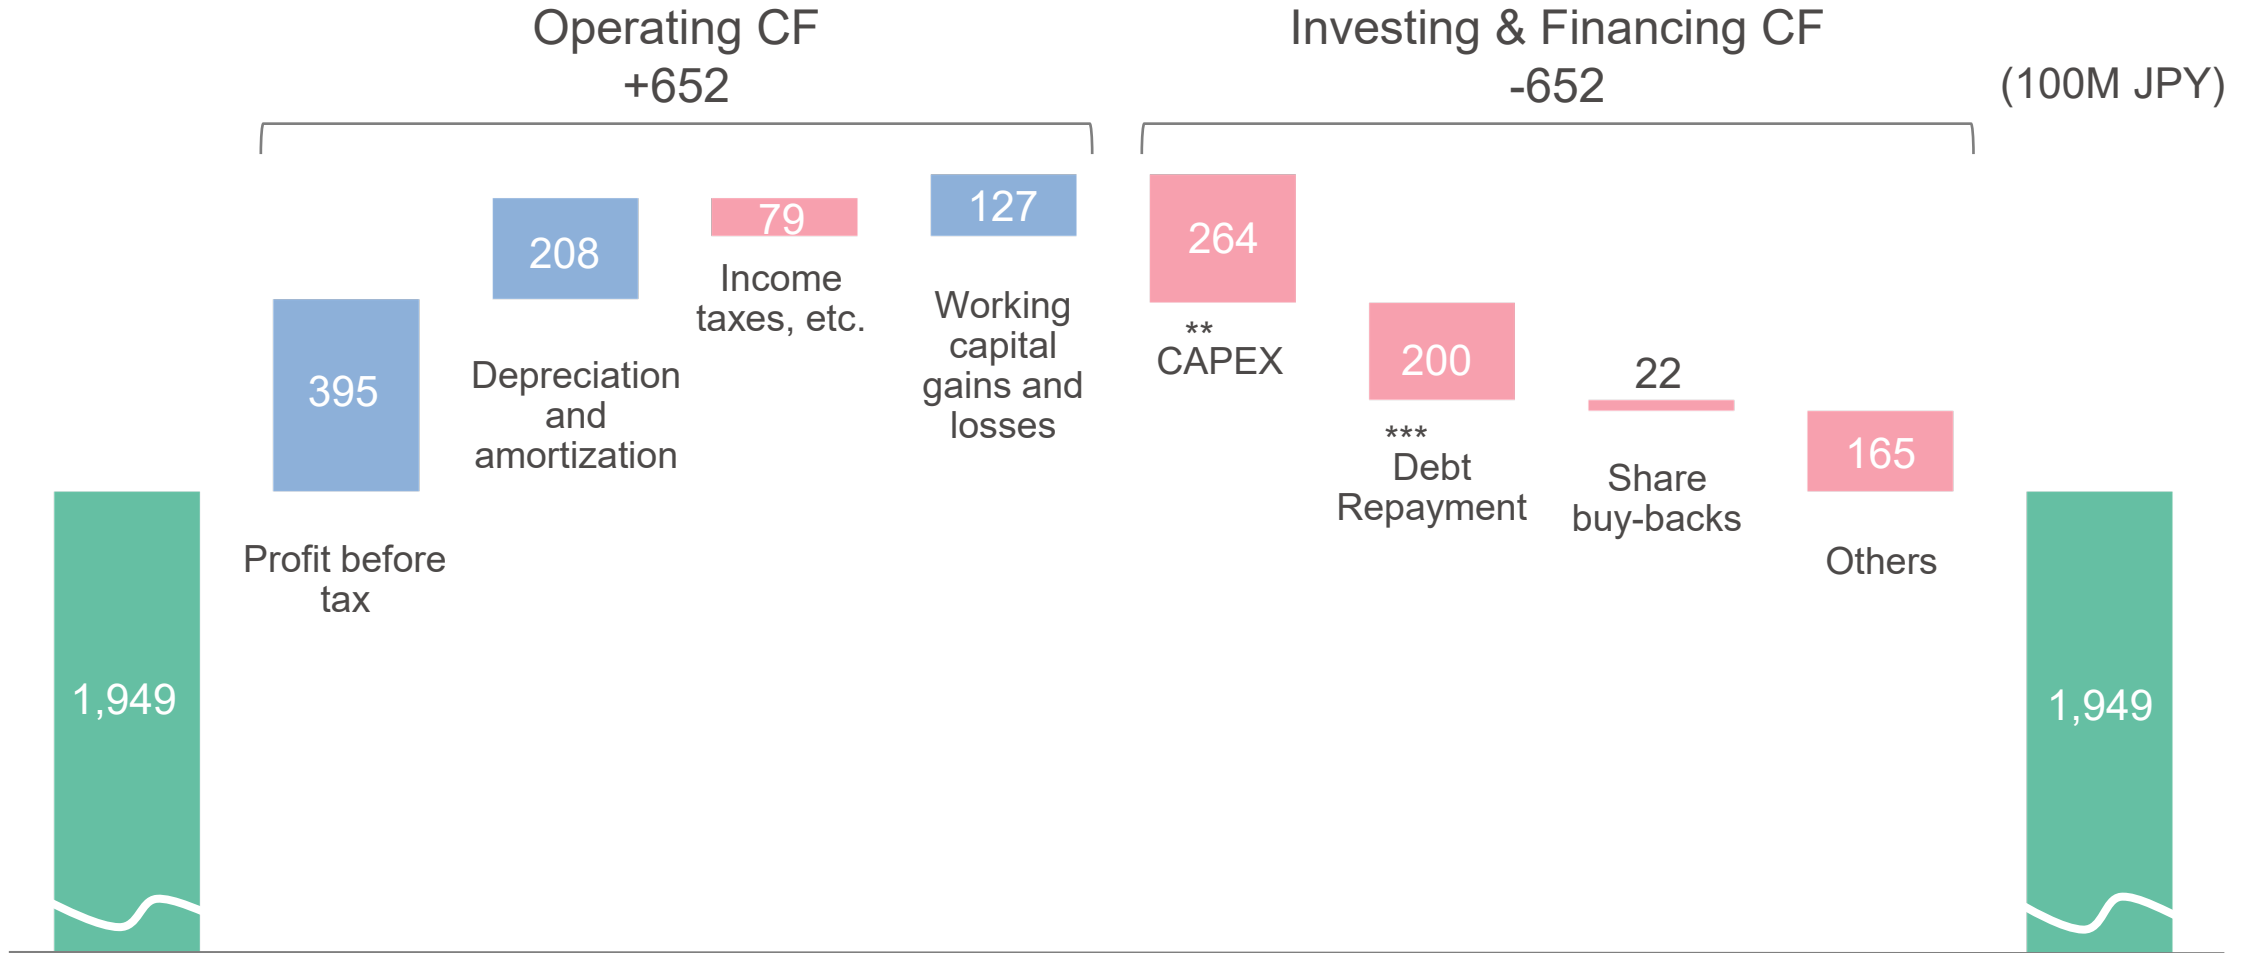 Operating CF
+652
Investing & Financing CF
-652
(100M JPY)
1,949
395
Profit before
tax
208
Depreciation
and
amortization
79
Income
taxes, etc.
127
Working
capital
gains and
losses
264
**
CAPEX
200
***
Debt
Repayment
22
Share
buy-backs
165
Others
1,949